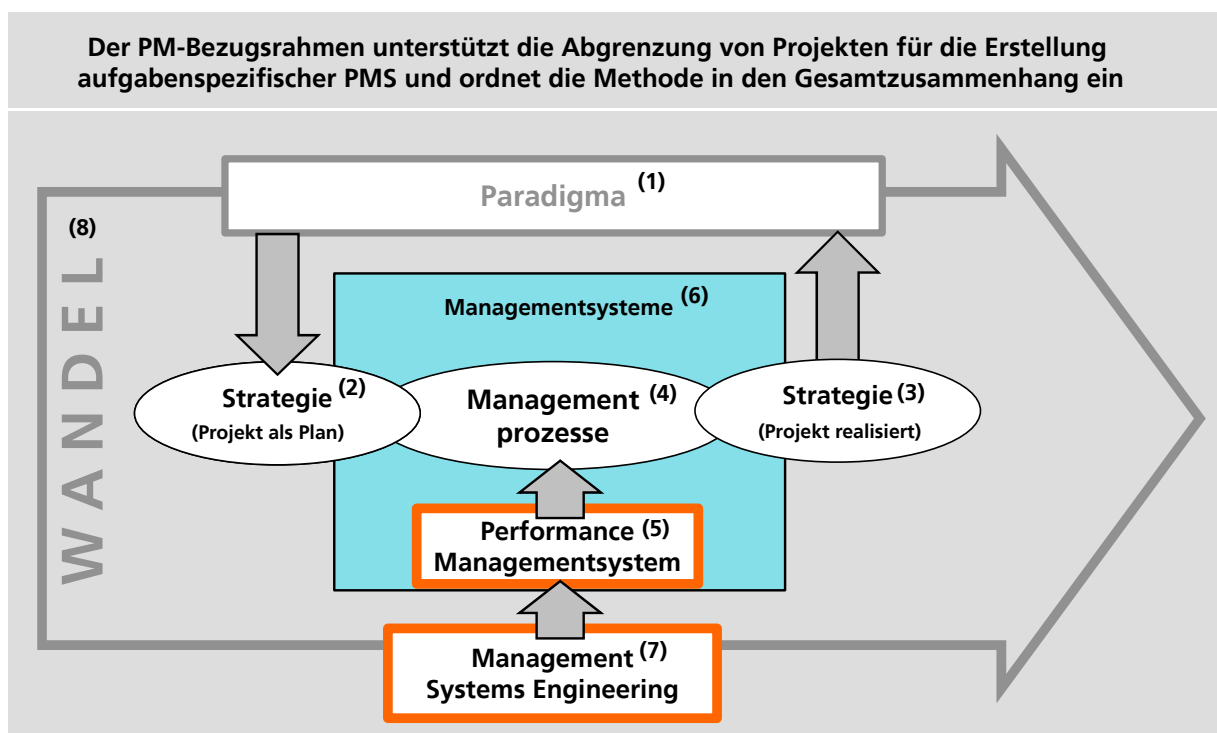 Der PM-Bezugsrahmen unterstützt die Abgrenzung von Projekten für die Erstellung
aufgabenspezifischer PMS und ordnet die Methode in den Gesamtzusammenhang ein
Paradigma (1)
(8)
WANDEL
Managementsysteme (6)
Strategie (2)
(Projekt als Plan)
Management (4)
prozesse
Strategie (3)
(Projekt realisiert)
Performance (5)
Managementsystem
Management (7)
Systems Engineering